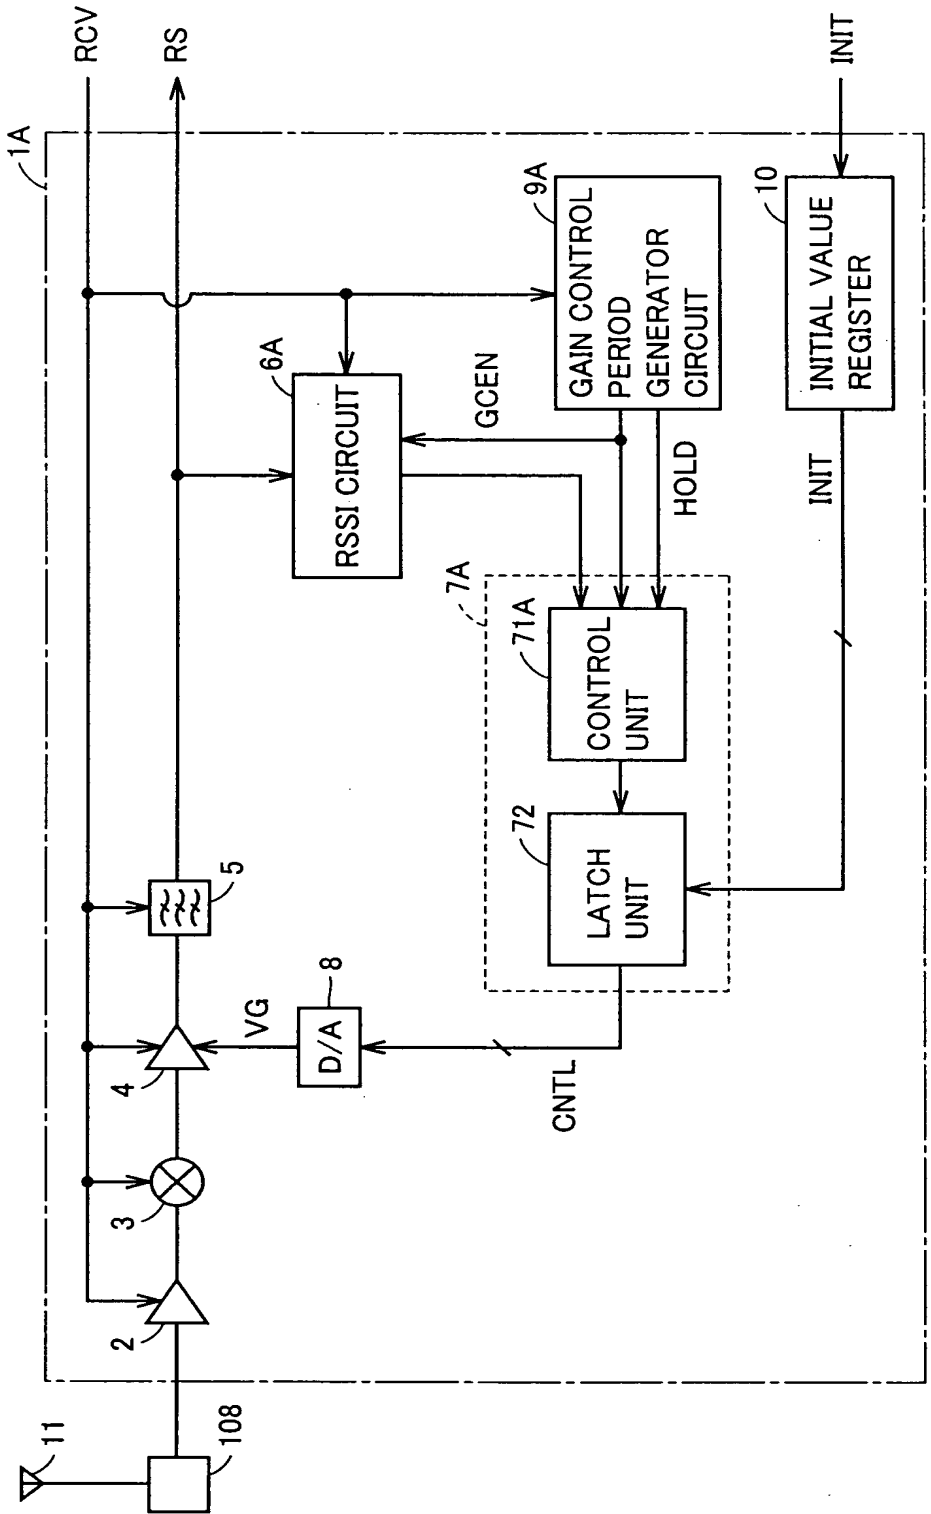 1A
RCV
RS
11
108
2
3
4
5
VG
8
D/A
CNTL
6A
RSSI CIRCUIT
GCEN
9A
GAIN CONTROL
PERIOD
GENERATOR
CIRCUIT
HOLD
7A
71A
CONTROL
UNIT
72
LATCH
UNIT
10
INITIAL VALUE
REGISTER
INIT
INIT